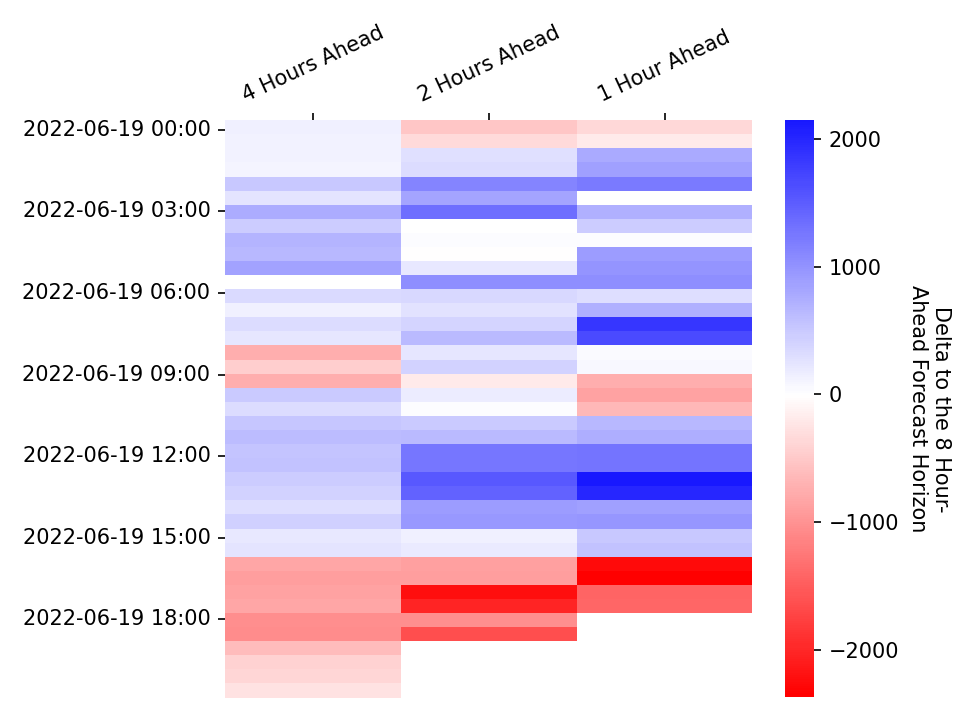 4 Hours Ahead
2 Hours Ahead
1 Hour Ahead
2022-06-19 00:00
2022-06-19 03:00
2022-06-19 06:00
2022-06-19 09:00
2022-06-19 12:00
2022-06-19 15:00
2022-06-19 18:00
2000
1000
0
−1000
−2000
Delta to the 8 Hour-
Ahead Forecast Horizon